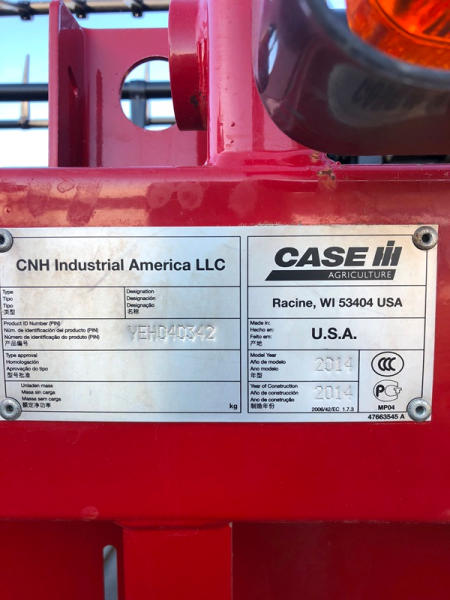 CNH Industrial America LLC
Type
Tipo
Tipo
类型
Designation
Designación
Designação
名称
Product ID Number (PIN)
Núm. de identificación del producto (PIN)
Número de identificação do produto (PIN)
产品编号
YEH040342
Type approval
Homologación
Aprovação do tipo
型号批准
Unladen mass
Masa sin carga
Massa sem carga
额定净功率
kg
CASE IH
AGRICULTURE
Racine, WI 53404 USA
Made in:
Hecho en:
Feito em:
产地
U.S.A.
Model Year
Año de modelo
Ano modelo
年型
2014
Year of Construction
Año de construcción
Ano de construção
制造年份
2014
2006/42/EC 1.7.3
CCC
PCT
MP04
47663545 A